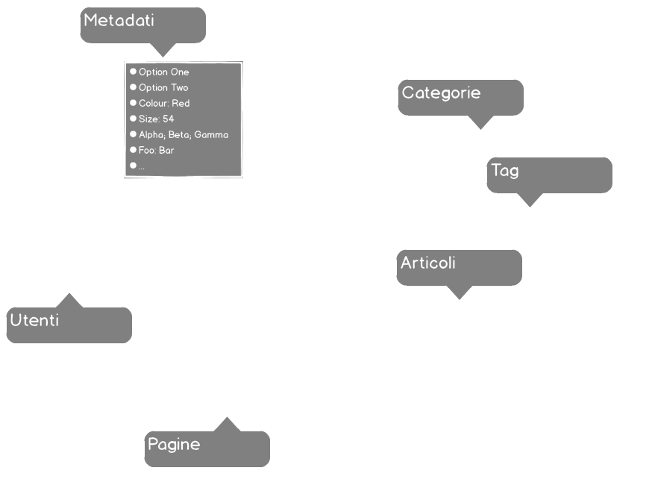 Metadati
Option One
Option Two
Colour: Red
Size: 54
Alpha; Beta; Gamma
Foo: Bar
...
Categorie
Tag
Articoli
Utenti
Pagine